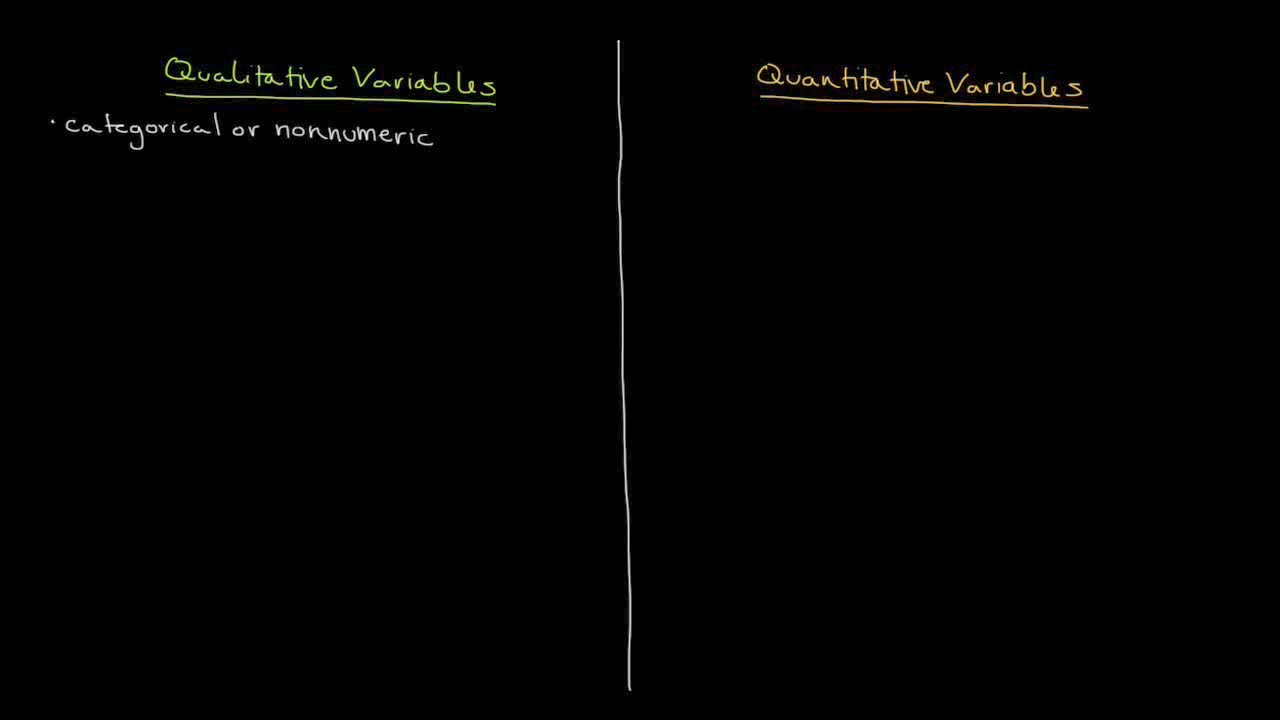 Qualitative Variables
· categorical or nonnumeric
Quantitative Variables